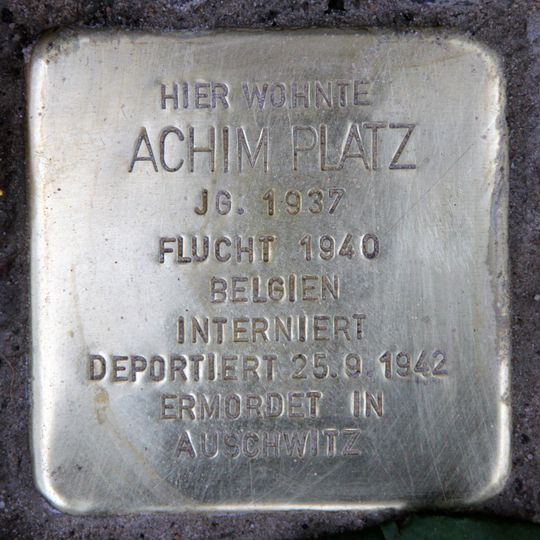 HIER WOHNTE
ACHIM PLATZ
JG. 1937
FLUCHT 1940
BELGIEN
INTERNIERT
DEPORTIERT 25.9.1942
ERMORDET IN
AUSCHWITZ